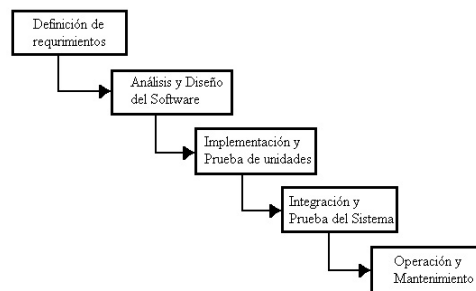 Definición de
requrimientos
Análisis y Diseño
del Software
Implementación y
Prueba de unidades
Integración y
Prueba del Sistema
Operación y
Mantenimiento